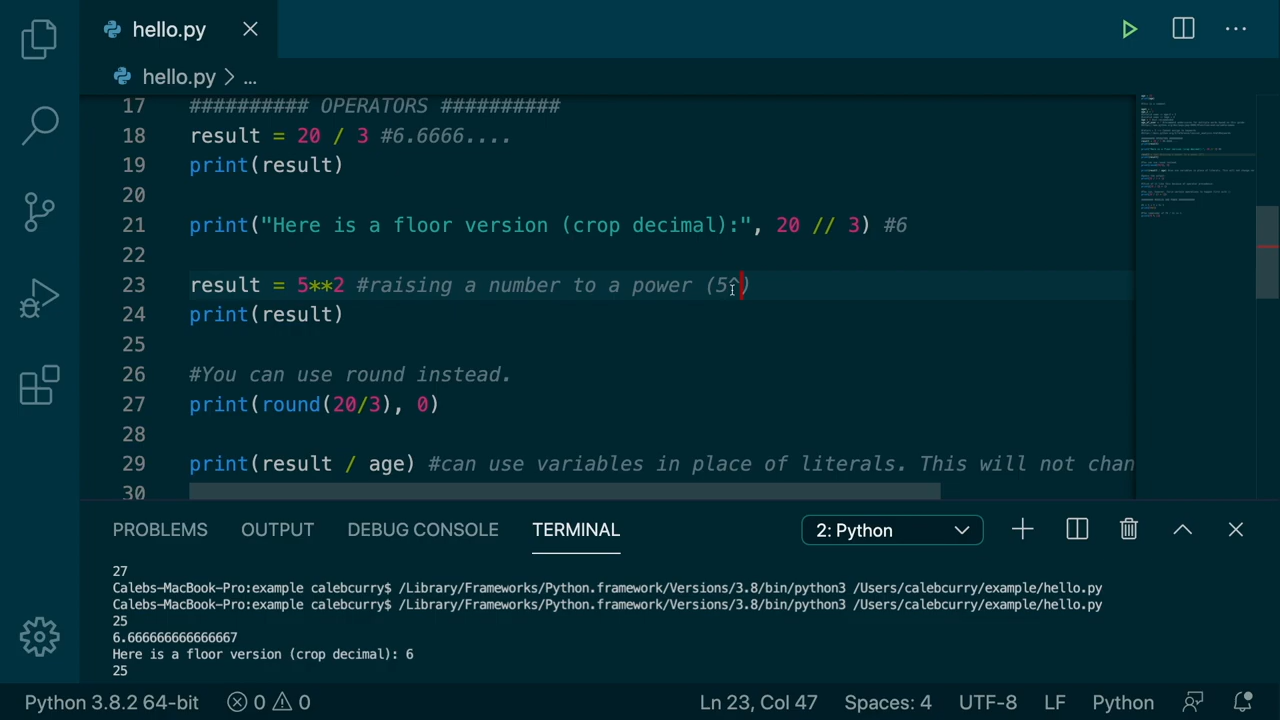 hello.py
hello.py > ...
17 ########## OPERATORS ##########
18 result = 20 / 3 #6.6666....
19 print(result)
20
21 print("Here is a floor version (crop decimal):", 20 // 3) #6
22
23 result = 5**2 #raising a number to a power (5^)
24 print(result)
25
26 #You can use round instead.
27 print(round(20/3), 0)
28
29 print(result / age) #can use variables in place of literals. This will not chan
30
PROBLEMS OUTPUT DEBUG CONSOLE TERMINAL 2: Python
27
Calebs-MacBook-Pro:example calebcurry$ /Library/Frameworks/Python.framework/Versions/3.8/bin/python3 /Users/calebcurry/example/hello.py
Calebs-MacBook-Pro:example calebcurry$ /Library/Frameworks/Python.framework/Versions/3.8/bin/python3 /Users/calebcurry/example/hello.py
25
6.666666666666667
Here is a floor version (crop decimal): 6
25
Python 3.8.2 64-bit 0 0 Ln 23, Col 47 Spaces: 4 UTF-8 LF Python